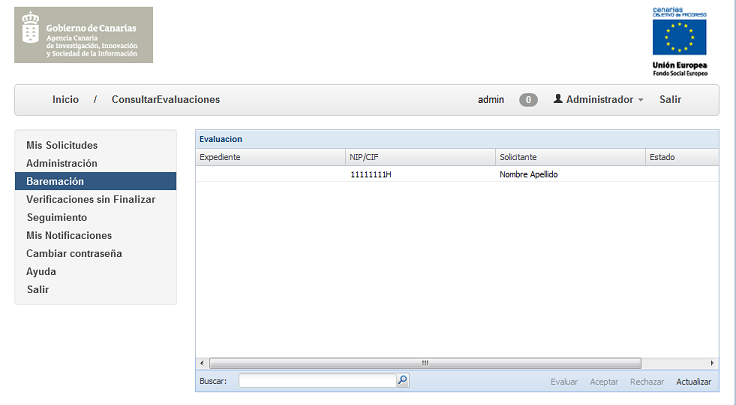 Gobierno de Canarias
Agencia Canaria
de Investigación, Innovación
y Sociedad de la Información
canarias
OBJETIVO DE PROGRESO
Unión Europea
Fondo Social Europeo
Inicio / ConsultarEvaluaciones admin 0 Administrador Salir
Mis Solicitudes
Administración
Baremación
Verificaciones sin Finalizar
Seguimiento
Mis Notificaciones
Cambiar contraseña
Ayuda
Salir
Evaluacion
Expediente NIP/CIF Solicitante Estado
11111111H Nombre Apellido
Buscar: Evaluar Aceptar Rechazar Actualizar